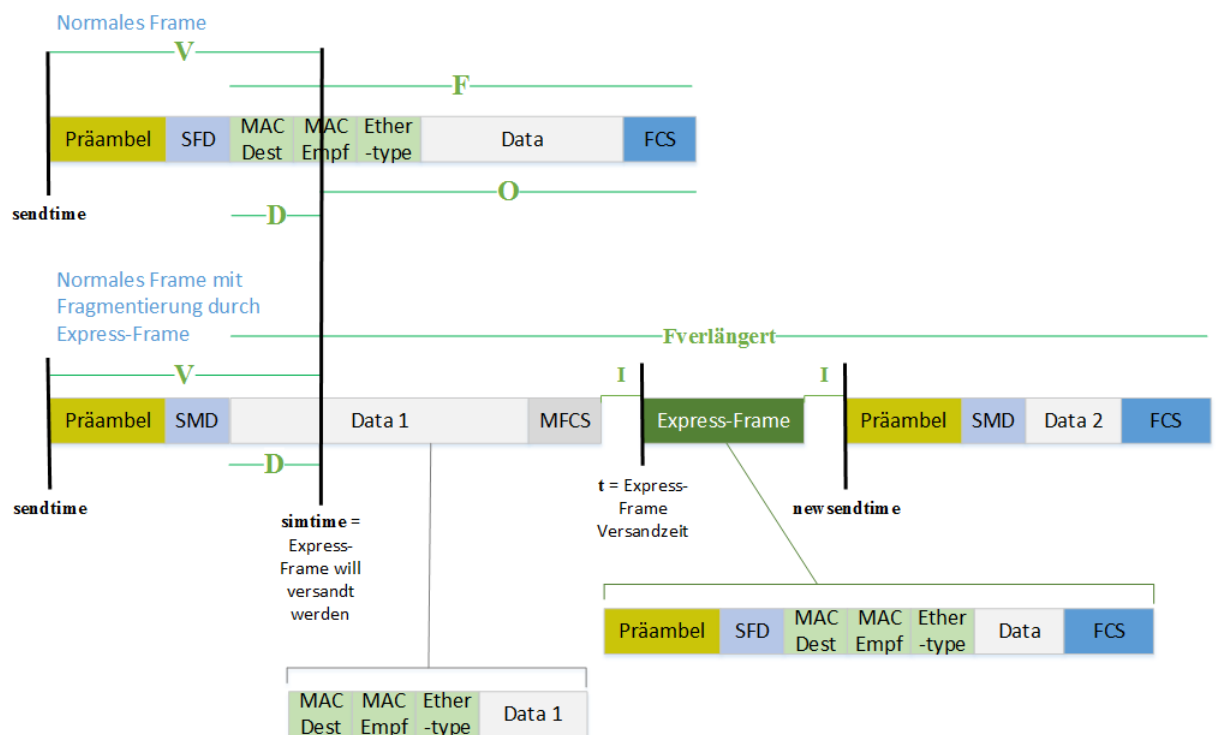 Normales Frame
V
F
Präambel SFD MAC Dest MAC Empf Ether -type Data FCS
O
sendtime
D
Normales Frame mit
Fragmentierung durch
Express-Frame
Fverlängert
V
I
I
Präambel SMD Data 1 MFCS Express-Frame Präambel SMD Data 2 FCS
D
sendtime
simtime =
Express-
Frame will
versandt
werden
t = Express-
Frame
Versandzeit
newsendtime
Präambel SFD MAC Dest MAC Empf Ether -type Data FCS
MAC Dest MAC Empf Ether -type Data 1